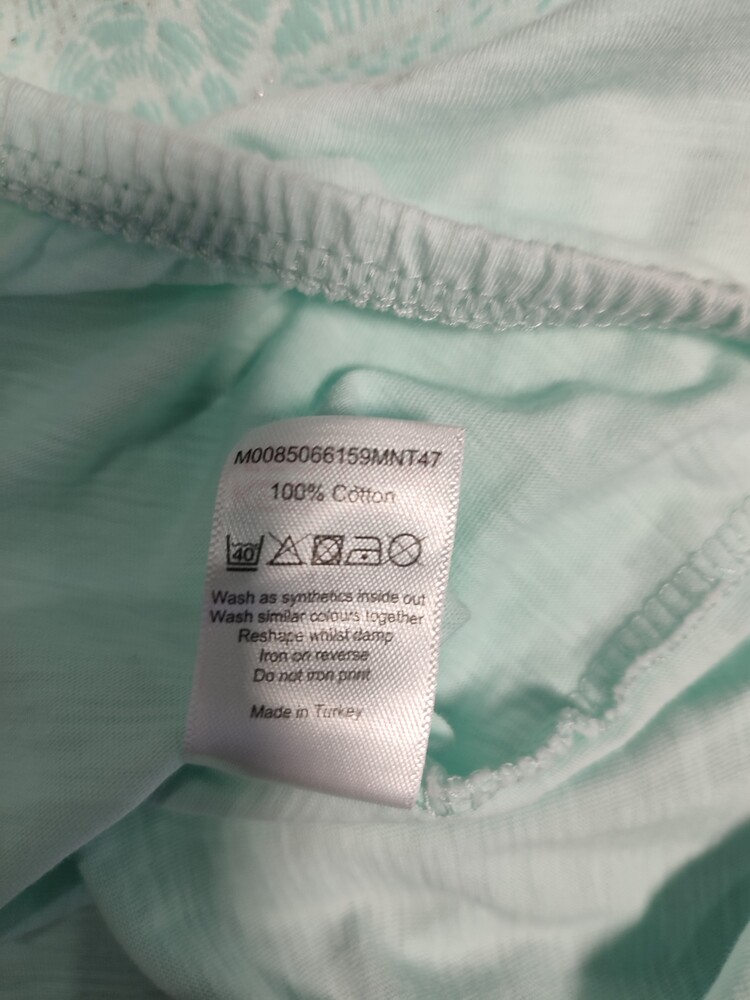 M0085066159MNT47
100% Cotton
40
Wash as synthetics inside out
Wash similar colours together
Reshape whilst damp
Iron on reverse
Do not iron print
Made in Turkey